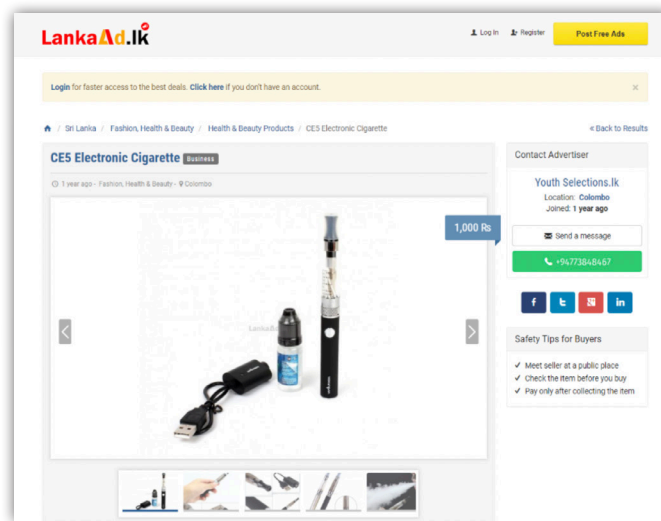 LankaAd.lk
Log In Register Post Free Ads
Login for faster access to the best deals. Click here if you don't have an account. ×
/ Sri Lanka / Fashion, Health & Beauty / Health & Beauty Products / CE5 Electronic Cigarette
« Back to Results
CE5 Electronic Cigarette Business
1 year ago - Fashion, Health & Beauty - Colombo
1,000 Rs
LankaAd
Contact Advertiser
Youth Selections.lk
Location: Colombo
Joined: 1 year ago
Send a message
+94773848467
Safety Tips for Buyers
✓ Meet seller at a public place
✓ Check the item before you buy
✓ Pay only after collecting the item